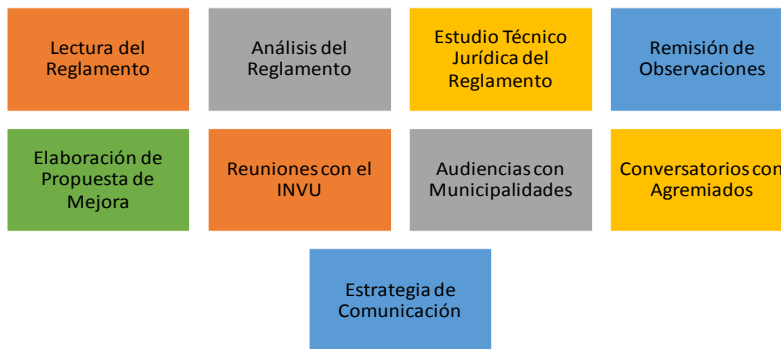 Lectura del
Reglamento
Análisis del
Reglamento
Estudio Técnico
Jurídica del
Reglamento
Remisión de
Observaciones
Elaboración de
Propuesta de
Mejora
Reuniones con el
INVU
Audiencias con
Municipalidades
Conversatorios con
Agremiados
Estrategia de
Comunicación